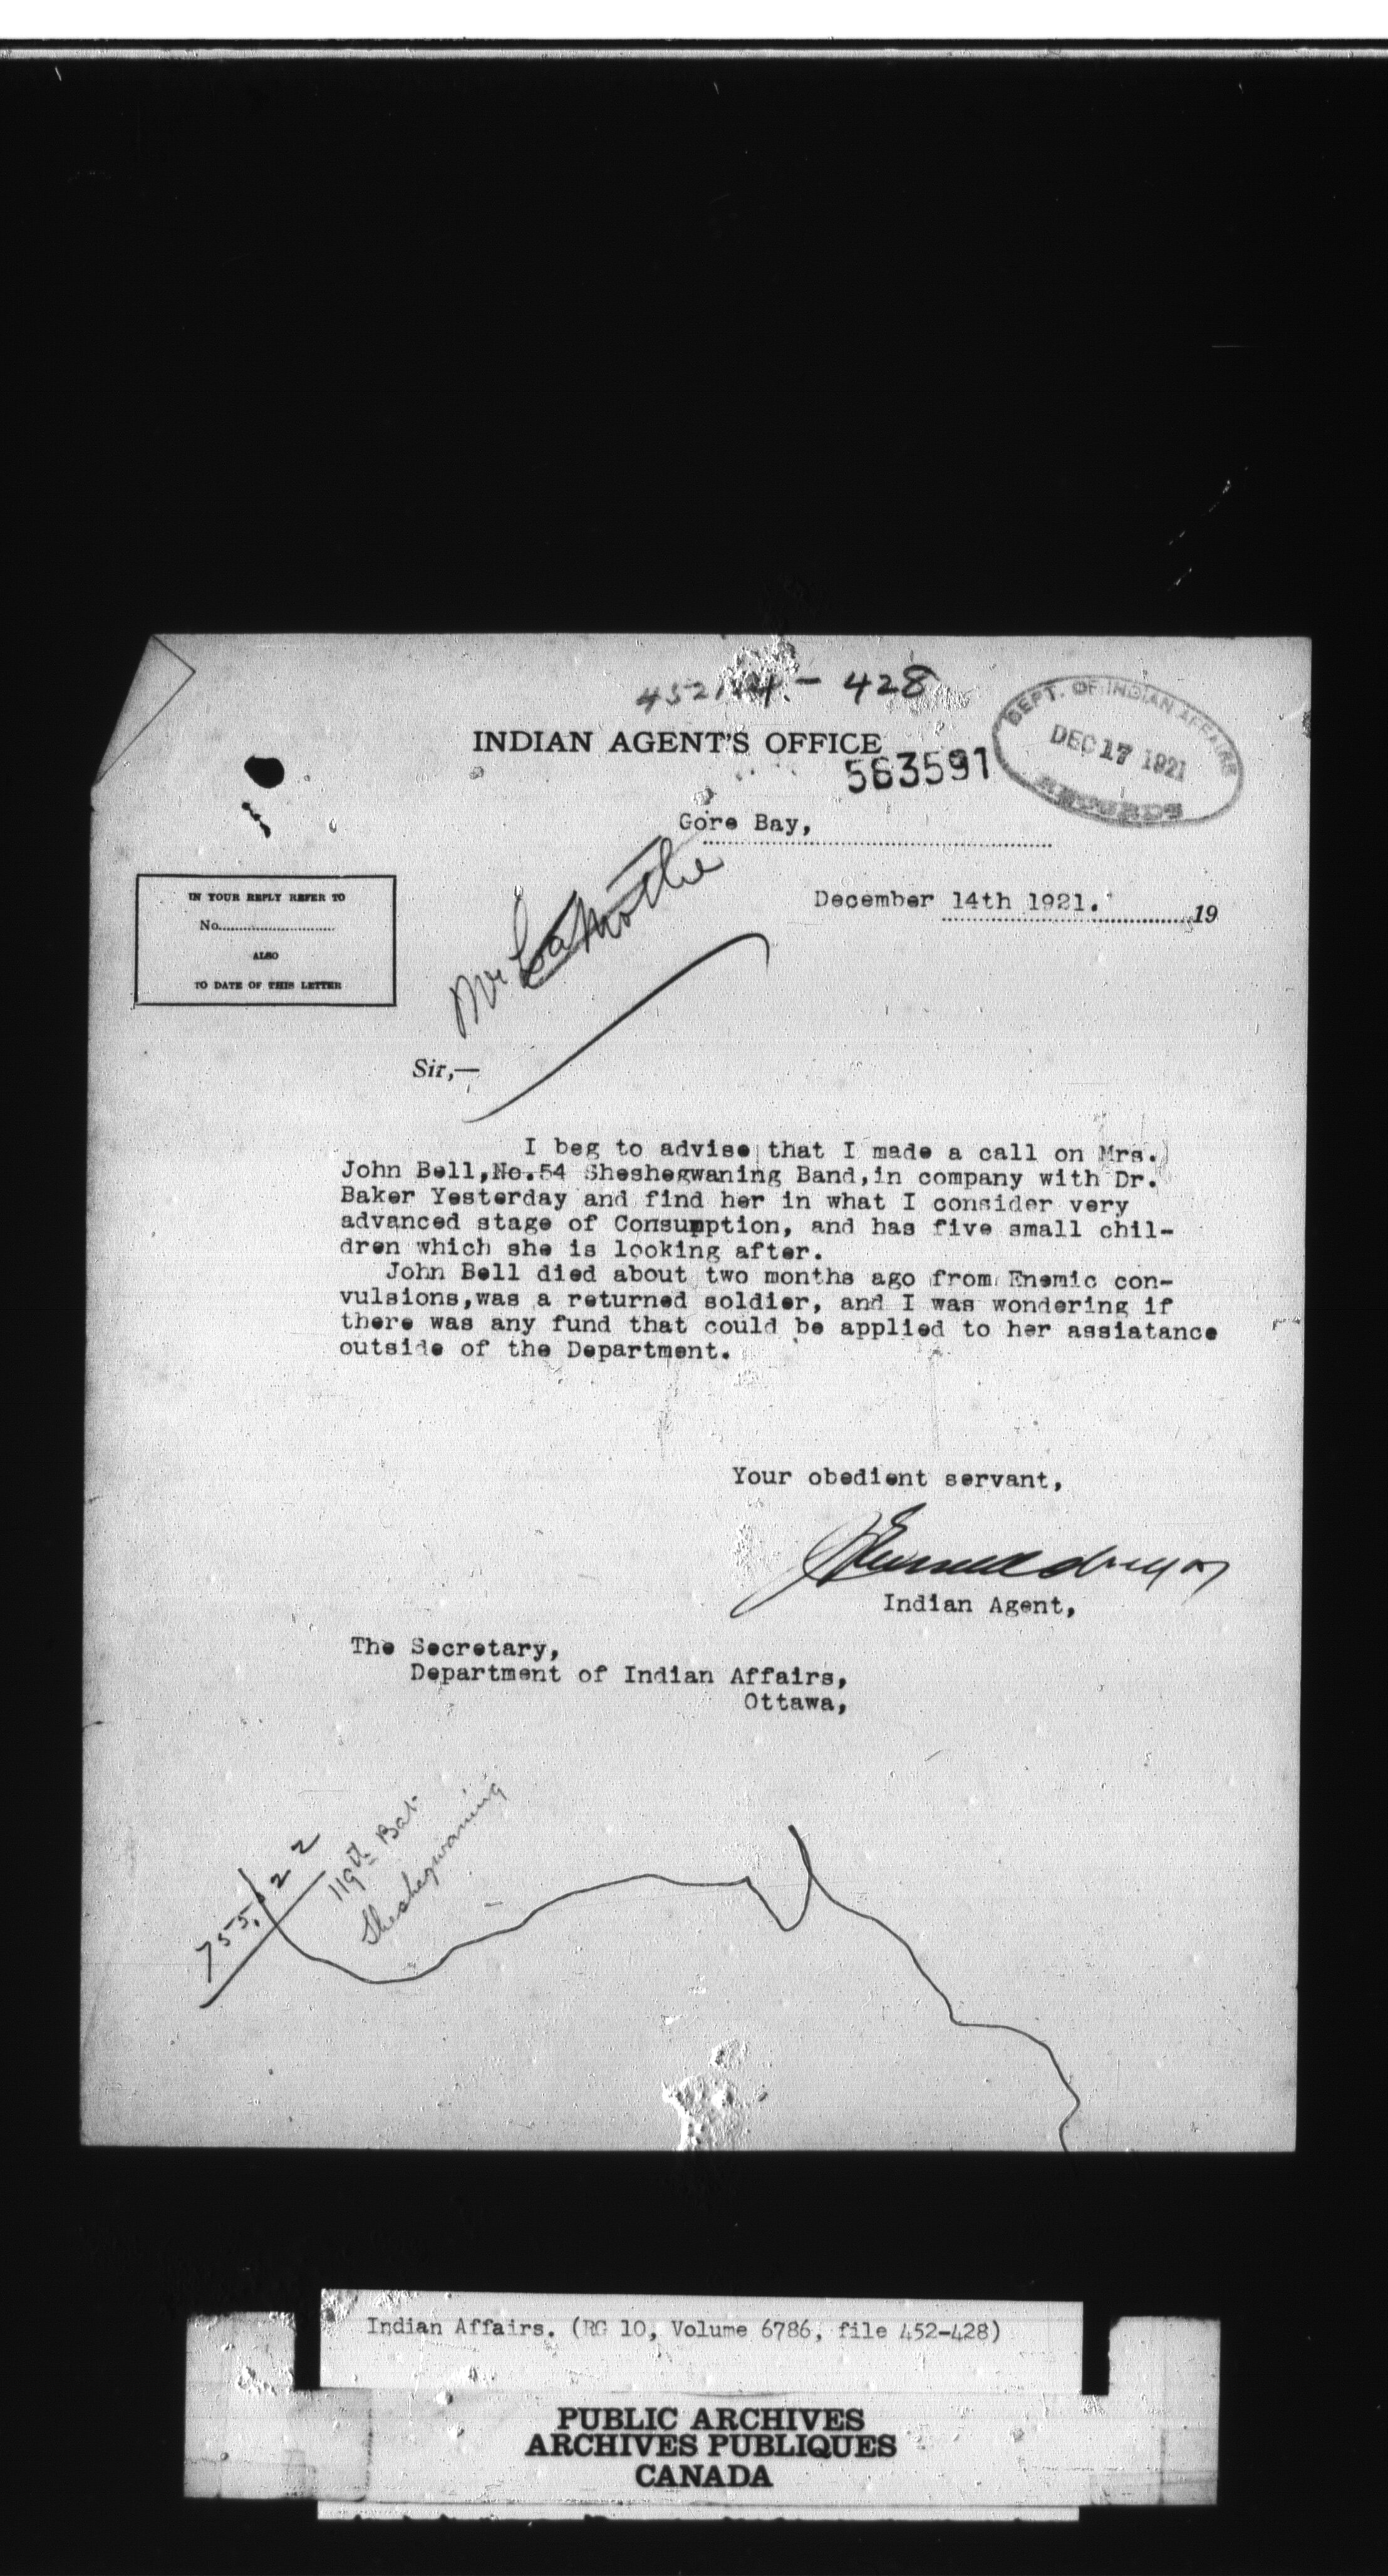 - 428
INDIAN AGENT'S OFFICE
563591
DEPT. OF INDIAN AFFAIRS
DEC 17 1921
RECORDS
Gore Bay,
December 14th 1921. 19
IN YOUR REPLY REFER TO
No.
ALSO
TO DATE OF THIS LETTER
Mr LaMothe
Sir,—
I beg to advise that I made a call on Mrs.
John Bell,No.54 Sheshegwaning Band,in company with Dr.
Baker Yesterday and find her in what I consider very
advanced stage of Consumption, and has five small chil-
dren which she is looking after.
John Bell died about two months ago from Enemic con-
vulsions,was a returned soldier, and I was wondering if
there was any fund that could be applied to her assiatance
outside of the Department.
Your obedient servant,
Indian Agent,
The Secretary,
Department of Indian Affairs,
Ottawa,
119th Bat.
Sheshegwaning
Indian Affairs. (RG 10, Volume 6786, file 452-428)
PUBLIC ARCHIVES
ARCHIVES PUBLIQUES
CANADA